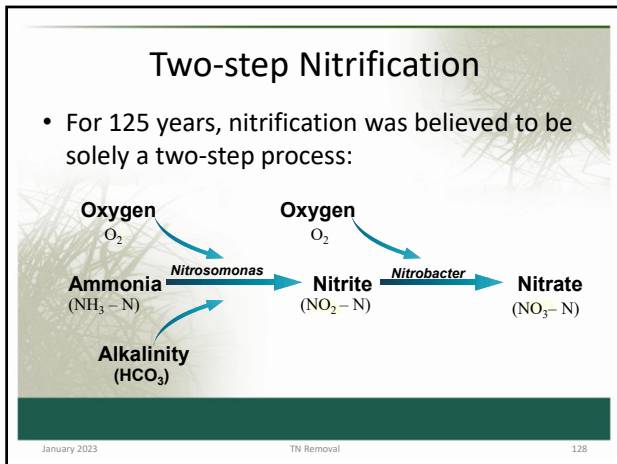 Two-step Nitrification
• For 125 years, nitrification was believed to be
solely a two-step process:
Oxygen
O₂
Oxygen
O₂
Ammonia
(NH₃ – N)
Nitrosomonas
Nitrite
(NO₂ – N)
Nitrobacter
Nitrate
(NO₃– N)
Alkalinity
(HCO₃)
January 2023
TN Removal
128